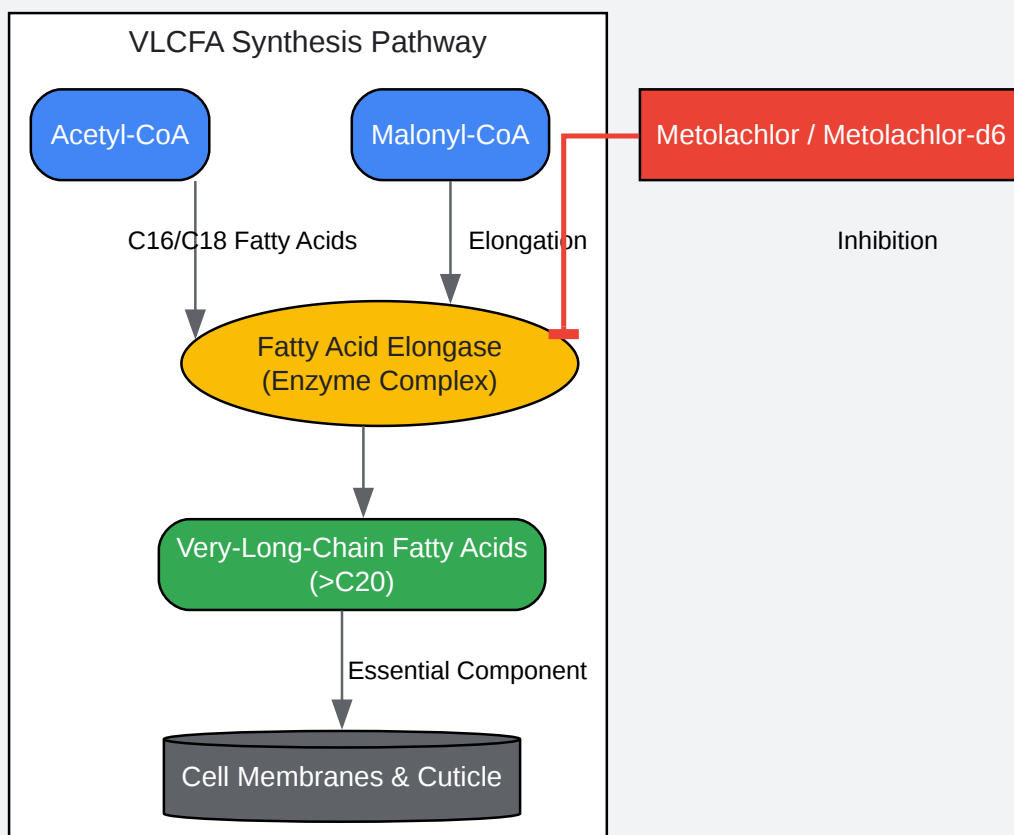 VLCFA Synthesis Pathway
Acetyl-CoA
Malonyl-CoA
Metolachlor / Metolachlor-d6
C16/C18 Fatty Acids
Elongation
Inhibition
Fatty Acid Elongase
(Enzyme Complex)
Very-Long-Chain Fatty Acids
(>C20)
Essential Component
Cell Membranes & Cuticle